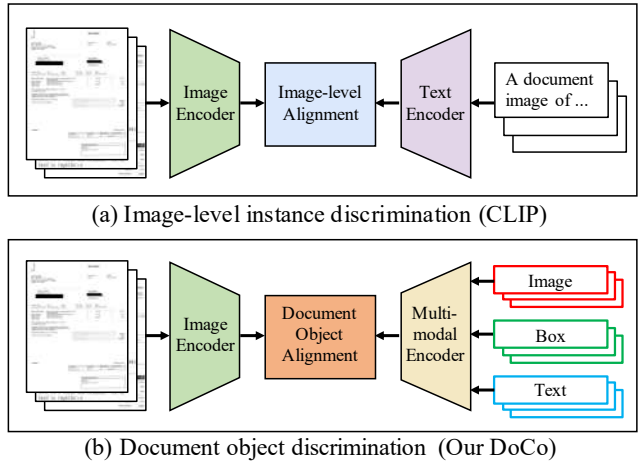 Image
Encoder
Image-level
Alignment
Text
Encoder
A document
image of ...
(a) Image-level instance discrimination (CLIP)
Image
Encoder
Document
Object
Alignment
Multi-
modal
Encoder
Image
Box
Text
(b) Document object discrimination (Our DoCo)